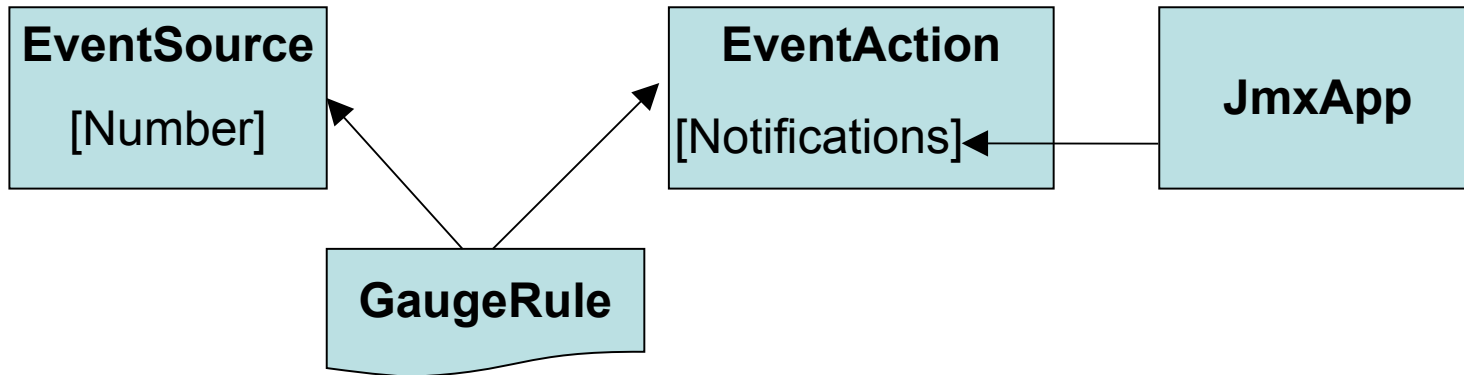 EventSource
[Number]
EventAction
[Notifications]
JmxApp
GaugeRule